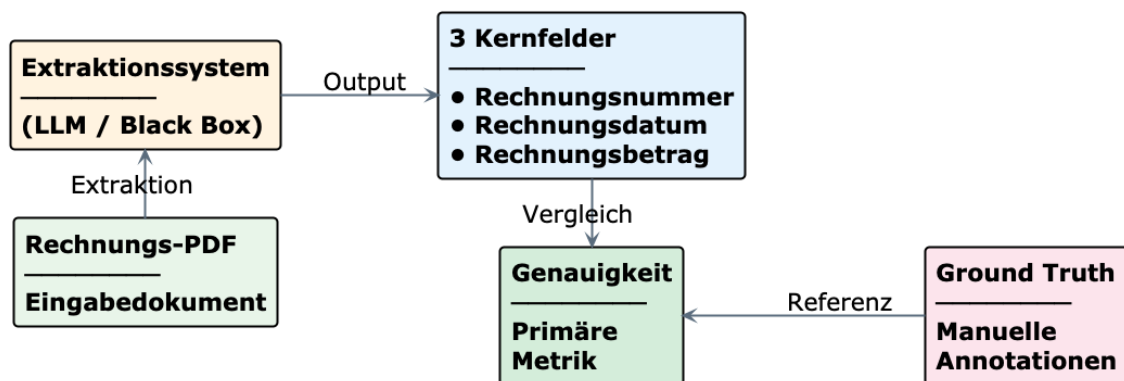 Extraktionssystem
(LLM / Black Box)
Output
3 Kernfelder
● Rechnungsnummer
● Rechnungsdatum
● Rechnungsbetrag
Extraktion
Rechnungs-PDF
Eingabedokument
Vergleich
Genauigkeit
Primäre
Metrik
Referenz
Ground Truth
Manuelle
Annotationen